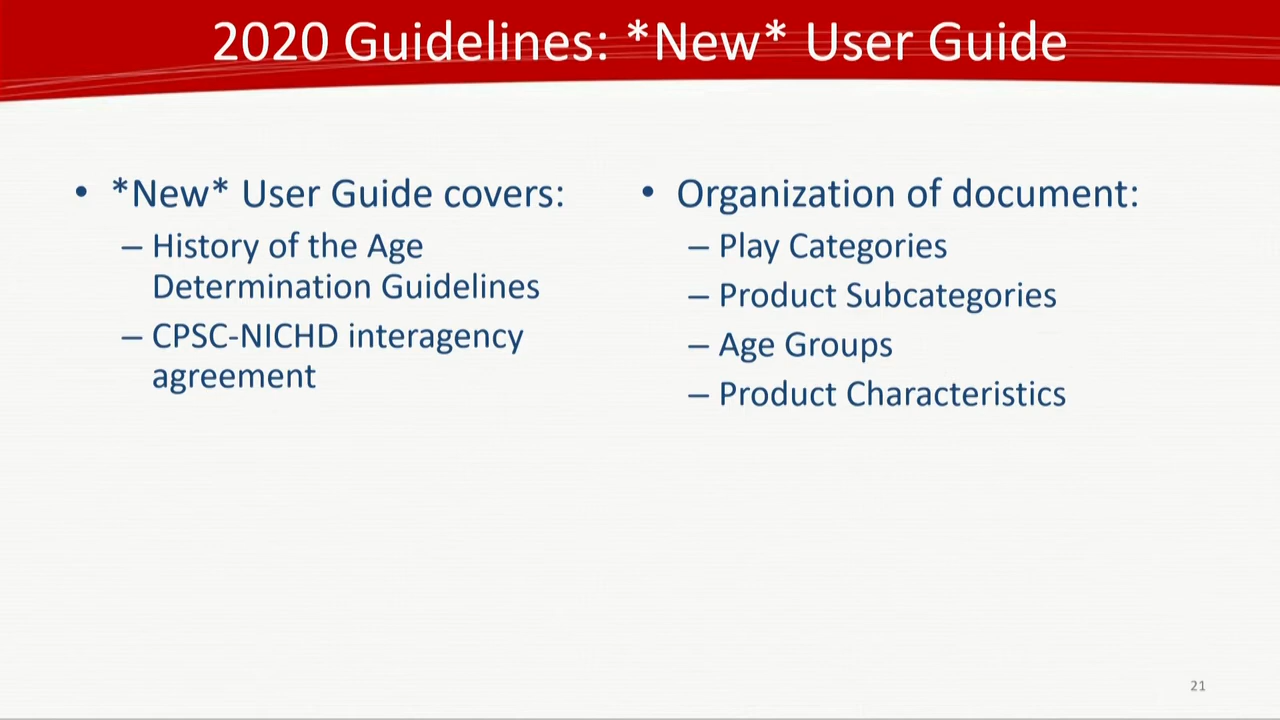 2020 Guidelines: *New* User Guide
• *New* User Guide covers:
– History of the Age
Determination Guidelines
– CPSC-NICHD interagency
agreement
• Organization of document:
– Play Categories
– Product Subcategories
– Age Groups
– Product Characteristics
21